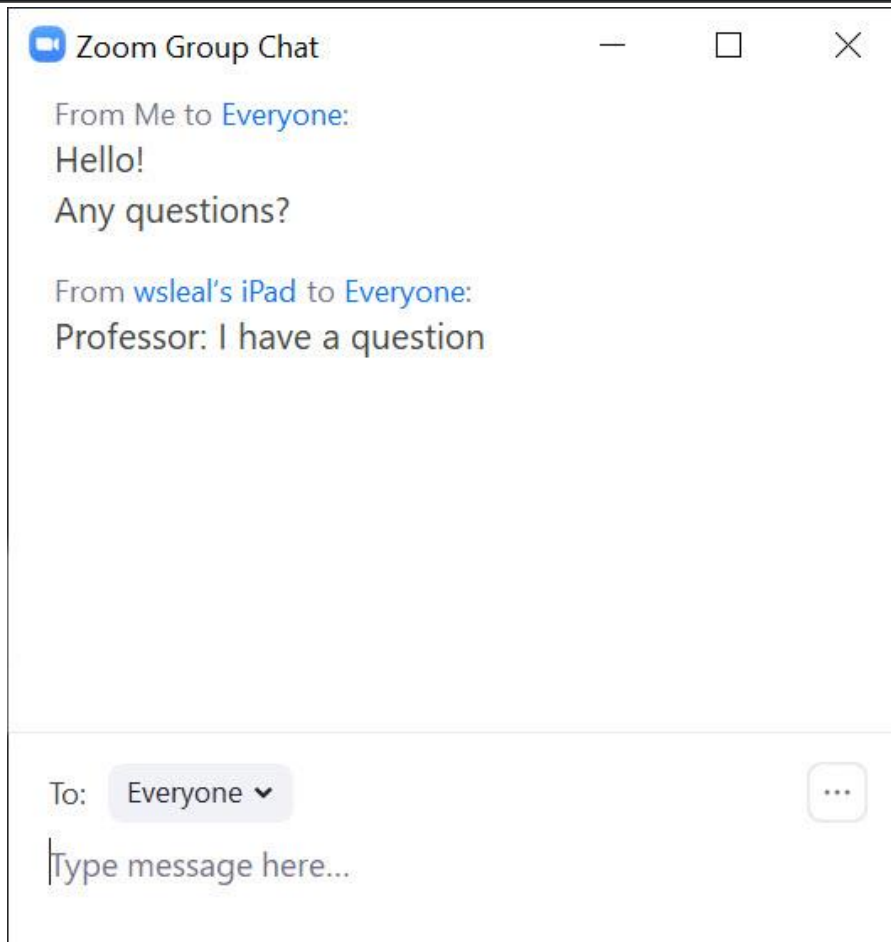 Zoom Group Chat
From Me to Everyone:
Hello!
Any questions?
From wsleal's iPad to Everyone:
Professor: I have a question
To: Everyone
Type message here...